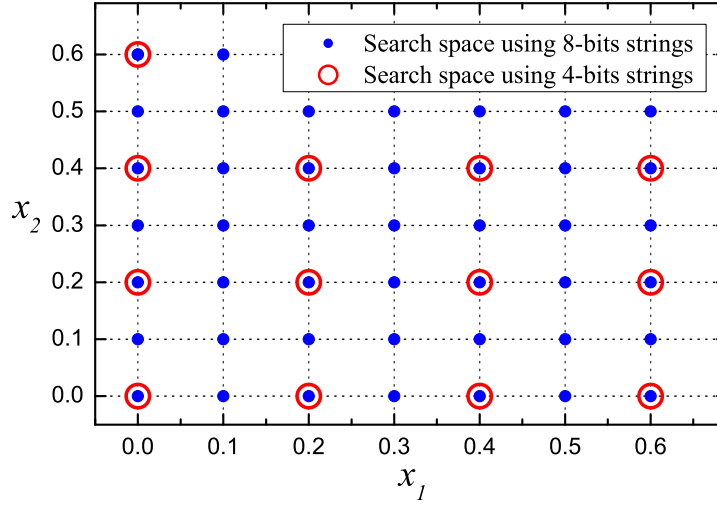 Search space using 8-bits strings
Search space using 4-bits strings
0.6
0.5
0.4
0.3
0.2
0.1
0.0
x2
0.0 0.1 0.2 0.3 0.4 0.5 0.6
x1